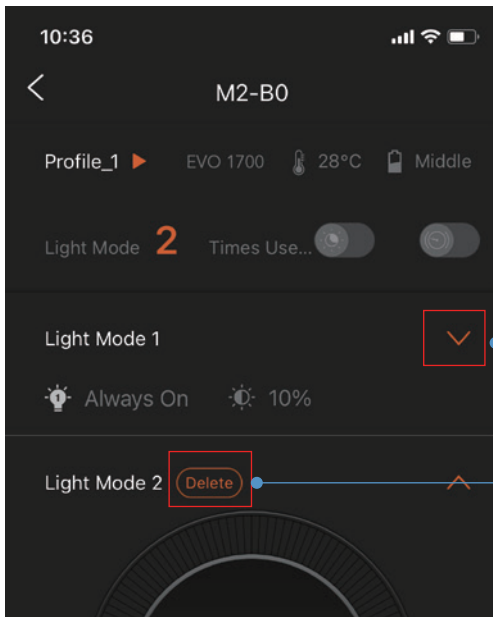 10:36
M2-B0
Profile_1 EVO 1700 28°C Middle
Light Mode 2 Times Use...
Light Mode 1
Always On 10%
Light Mode 2 Delete